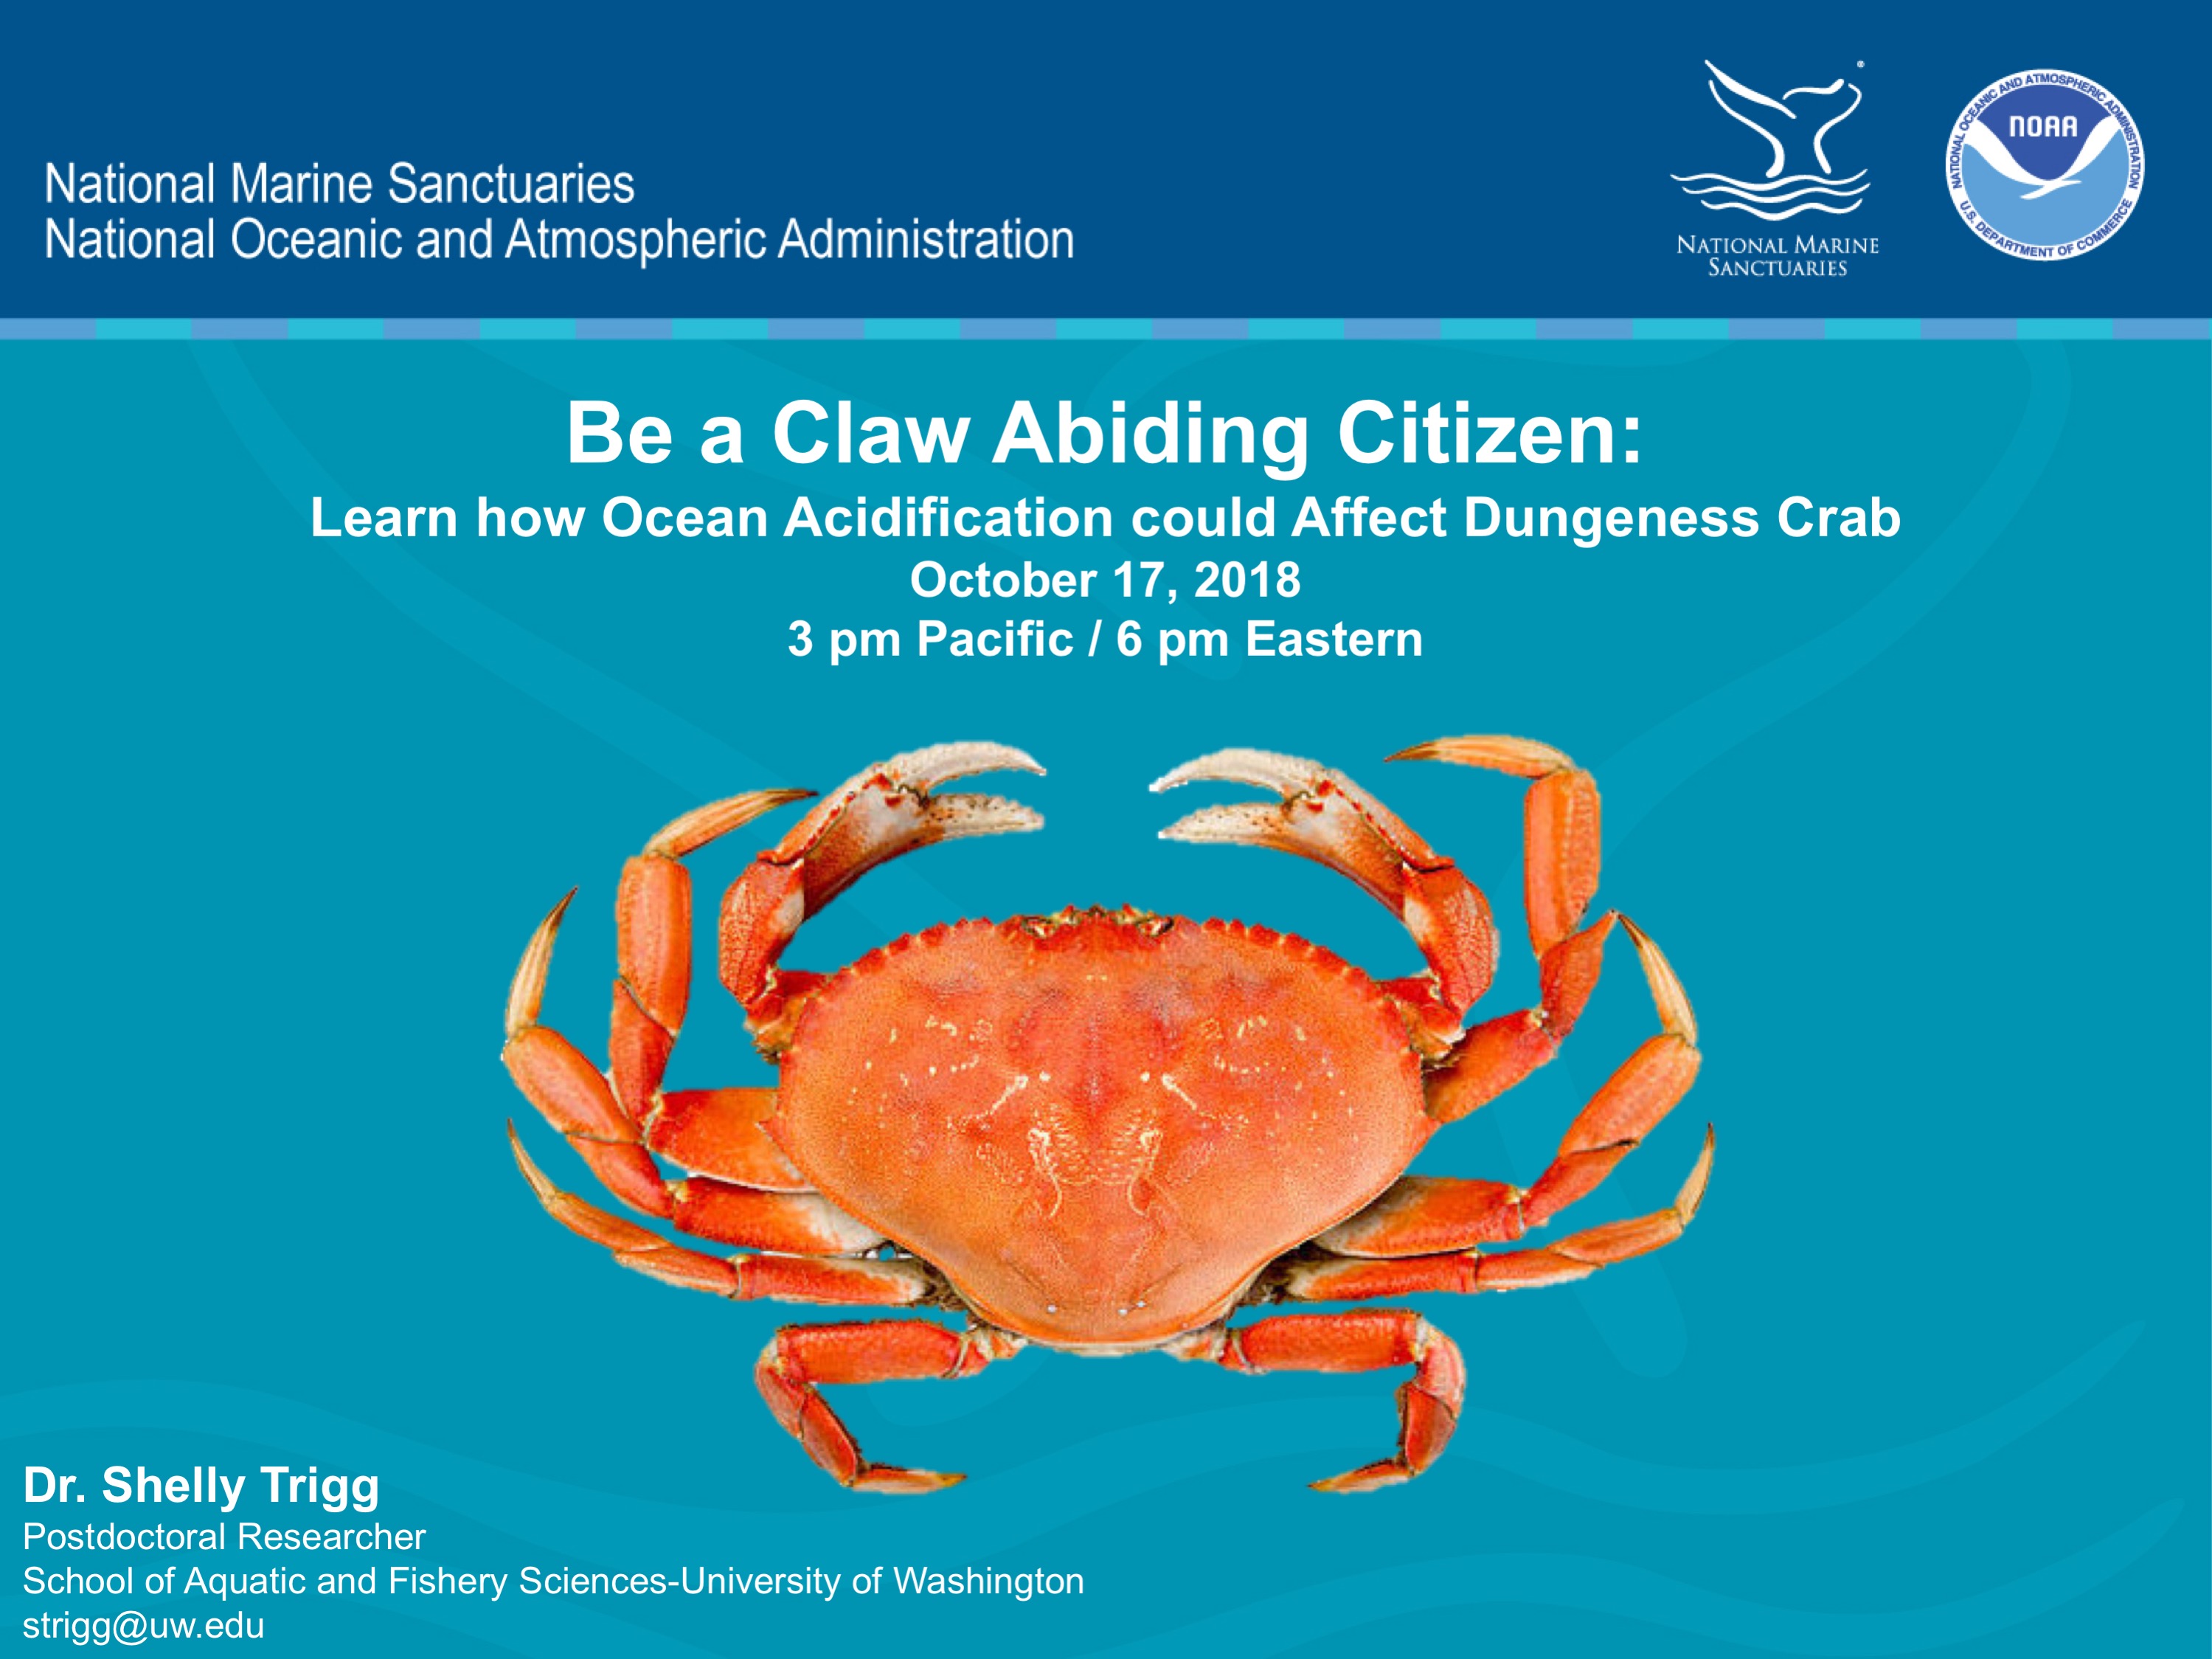 National Marine Sanctuaries
National Oceanic and Atmospheric Administration
®
NATIONAL MARINE
SANCTUARIES
NATIONAL OCEANIC AND ATMOSPHERIC ADMINISTRATION
NOAA
U.S. DEPARTMENT OF COMMERCE
Be a Claw Abiding Citizen:
Learn how Ocean Acidification could Affect Dungeness Crab
October 17, 2018
3 pm Pacific / 6 pm Eastern
Dr. Shelly Trigg
Postdoctoral Researcher
School of Aquatic and Fishery Sciences-University of Washington
strigg@uw.edu